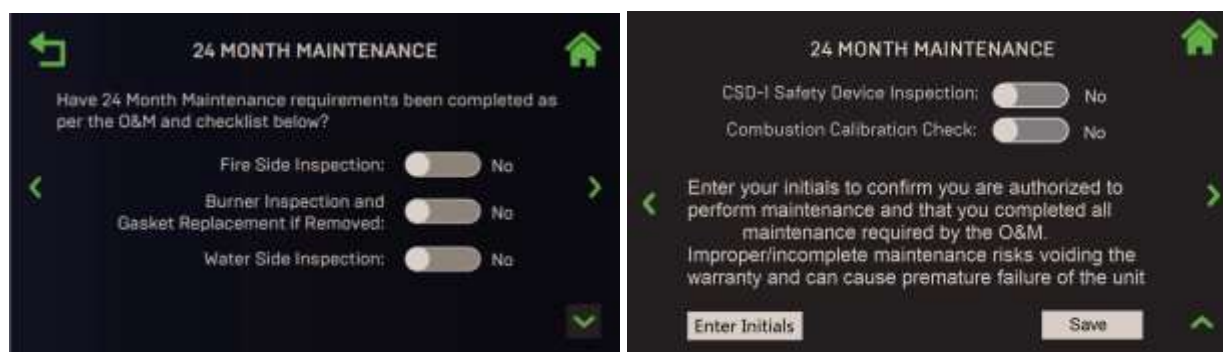 24 MONTH MAINTENANCE
Have 24 Month Maintenance requirements been completed as
per the O&M and checklist below?
Fire Side Inspection: No
Burner Inspection and
Gasket Replacement if Removed: No
Water Side Inspection: No
24 MONTH MAINTENANCE
CSD-1 Safety Device Inspection: No
Combustion Calibration Check: No
Enter your initials to confirm you are authorized to
perform maintenance and that you completed all
maintenance required by the O&M.
Improper/incomplete maintenance risks voiding the
warranty and can cause premature failure of the unit
Enter Initials Save